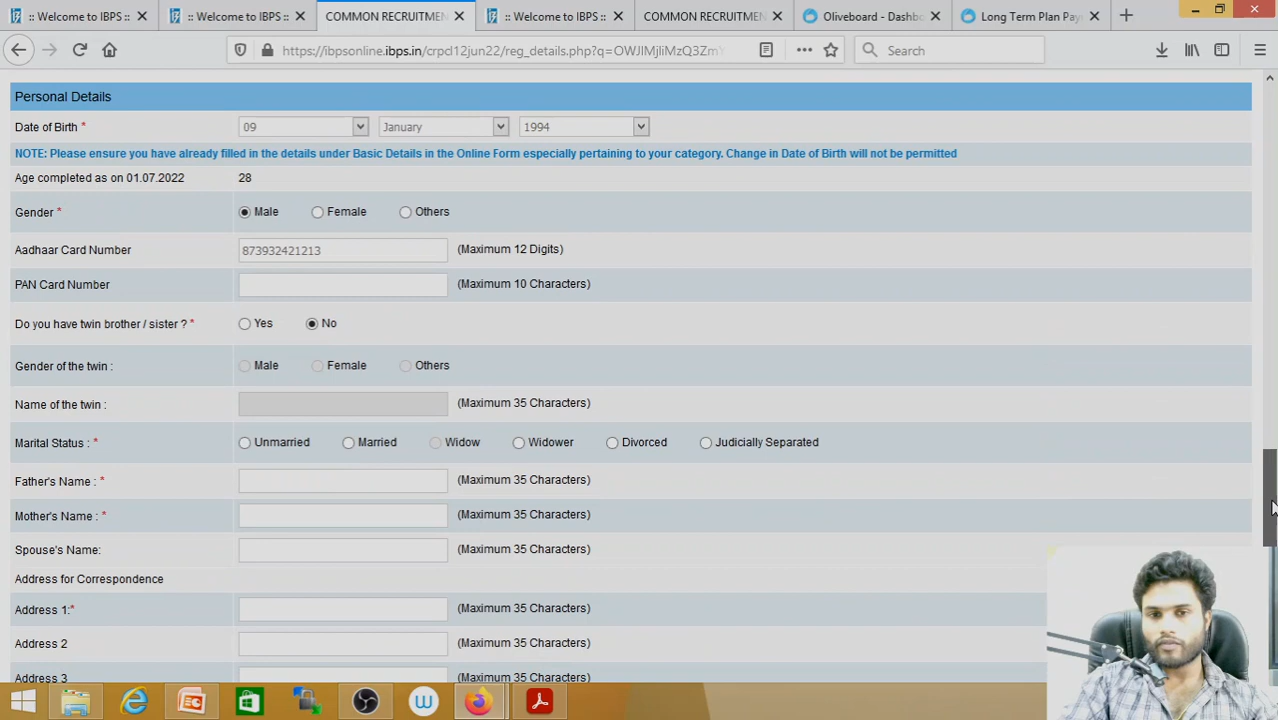 :: Welcome to IBPS ::
:: Welcome to IBPS ::
COMMON RECRUITMEN
:: Welcome to IBPS ::
COMMON RECRUITMEN
Oliveboard - Dashb
Long Term Plan Pay
https://ibpsonline.ibps.in/crpcl12jun22/reg_details.php?q=
Search
Personal Details
Date of Birth * 09 January 1994
NOTE: Please ensure you have already filled in the details under Basic Details in the Online Form especially pertaining to your category. Change in Date of Birth will not be permitted
Age completed as on 01.07.2022 28
Gender * Male Female Others
Aadhaar Card Number 873932421213 (Maximum 12 Digits)
PAN Card Number (Maximum 10 Characters)
Do you have twin brother / sister ? * Yes No
Gender of the twin : Male Female Others
Name of the twin : (Maximum 35 Characters)
Marital Status : * Unmarried Married Widow Widower Divorced Judicially Separated
Father's Name : * (Maximum 35 Characters)
Mother's Name : * (Maximum 35 Characters)
Spouse's Name: (Maximum 35 Characters)
Address for Correspondence
Address 1:* (Maximum 35 Characters)
Address 2 (Maximum 35 Characters)
Address 3 (Maximum 35 Characters)